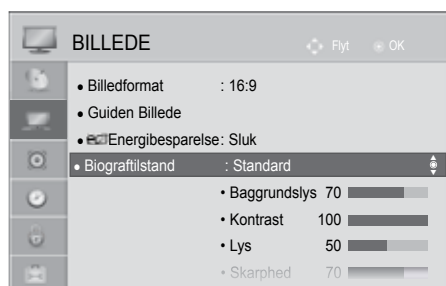 BILLEDE
Flyt OK
• Billedformat : 16:9
• Guiden Billede
• Energibesparelse: Sluk
• Biograftilstand : Standard
• Baggrundslys 70
• Kontrast 100
• Lys 50
• Skarphed 70